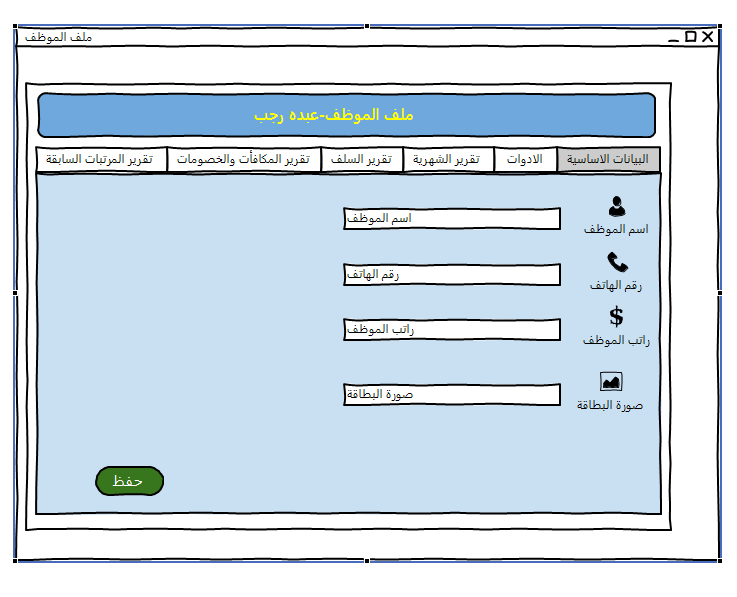 ملف الموظف
ملف الموظف-عبده رجب
البيانات الاساسية
الادوات
تقرير الشهرية
تقرير السلف
تقرير المكافأت والخصومات
تقرير المرتبات السابقة
اسم الموظف
اسم الموظف
رقم الهاتف
رقم الهاتف
$
راتب الموظف
راتب الموظف
صورة البطاقة
صورة البطاقة
حفظ